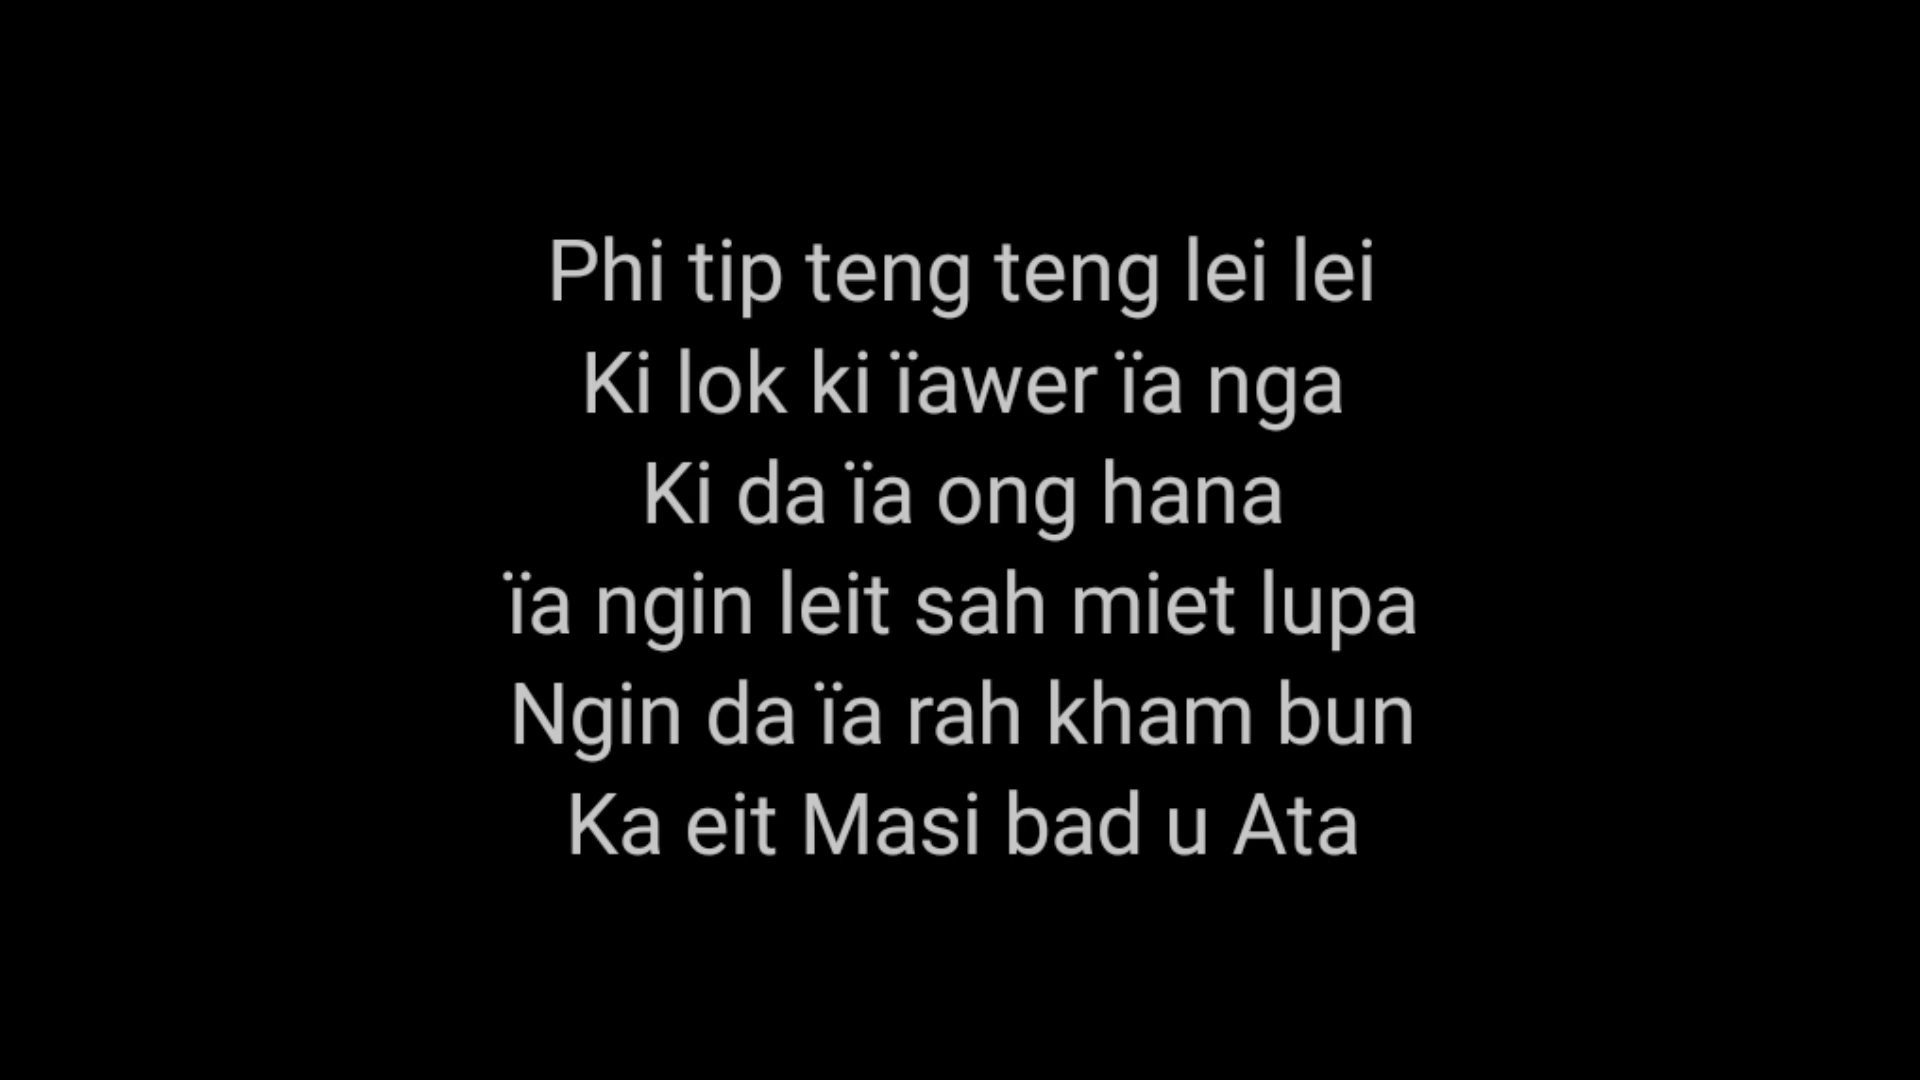 Phi tip teng teng lei lei
Ki lok ki ïawer ïa nga
Ki da ïa ong hana
ïa ngin leit sah miet lupa
Ngin da ïa rah kham bun
Ka eit Masi bad u Ata